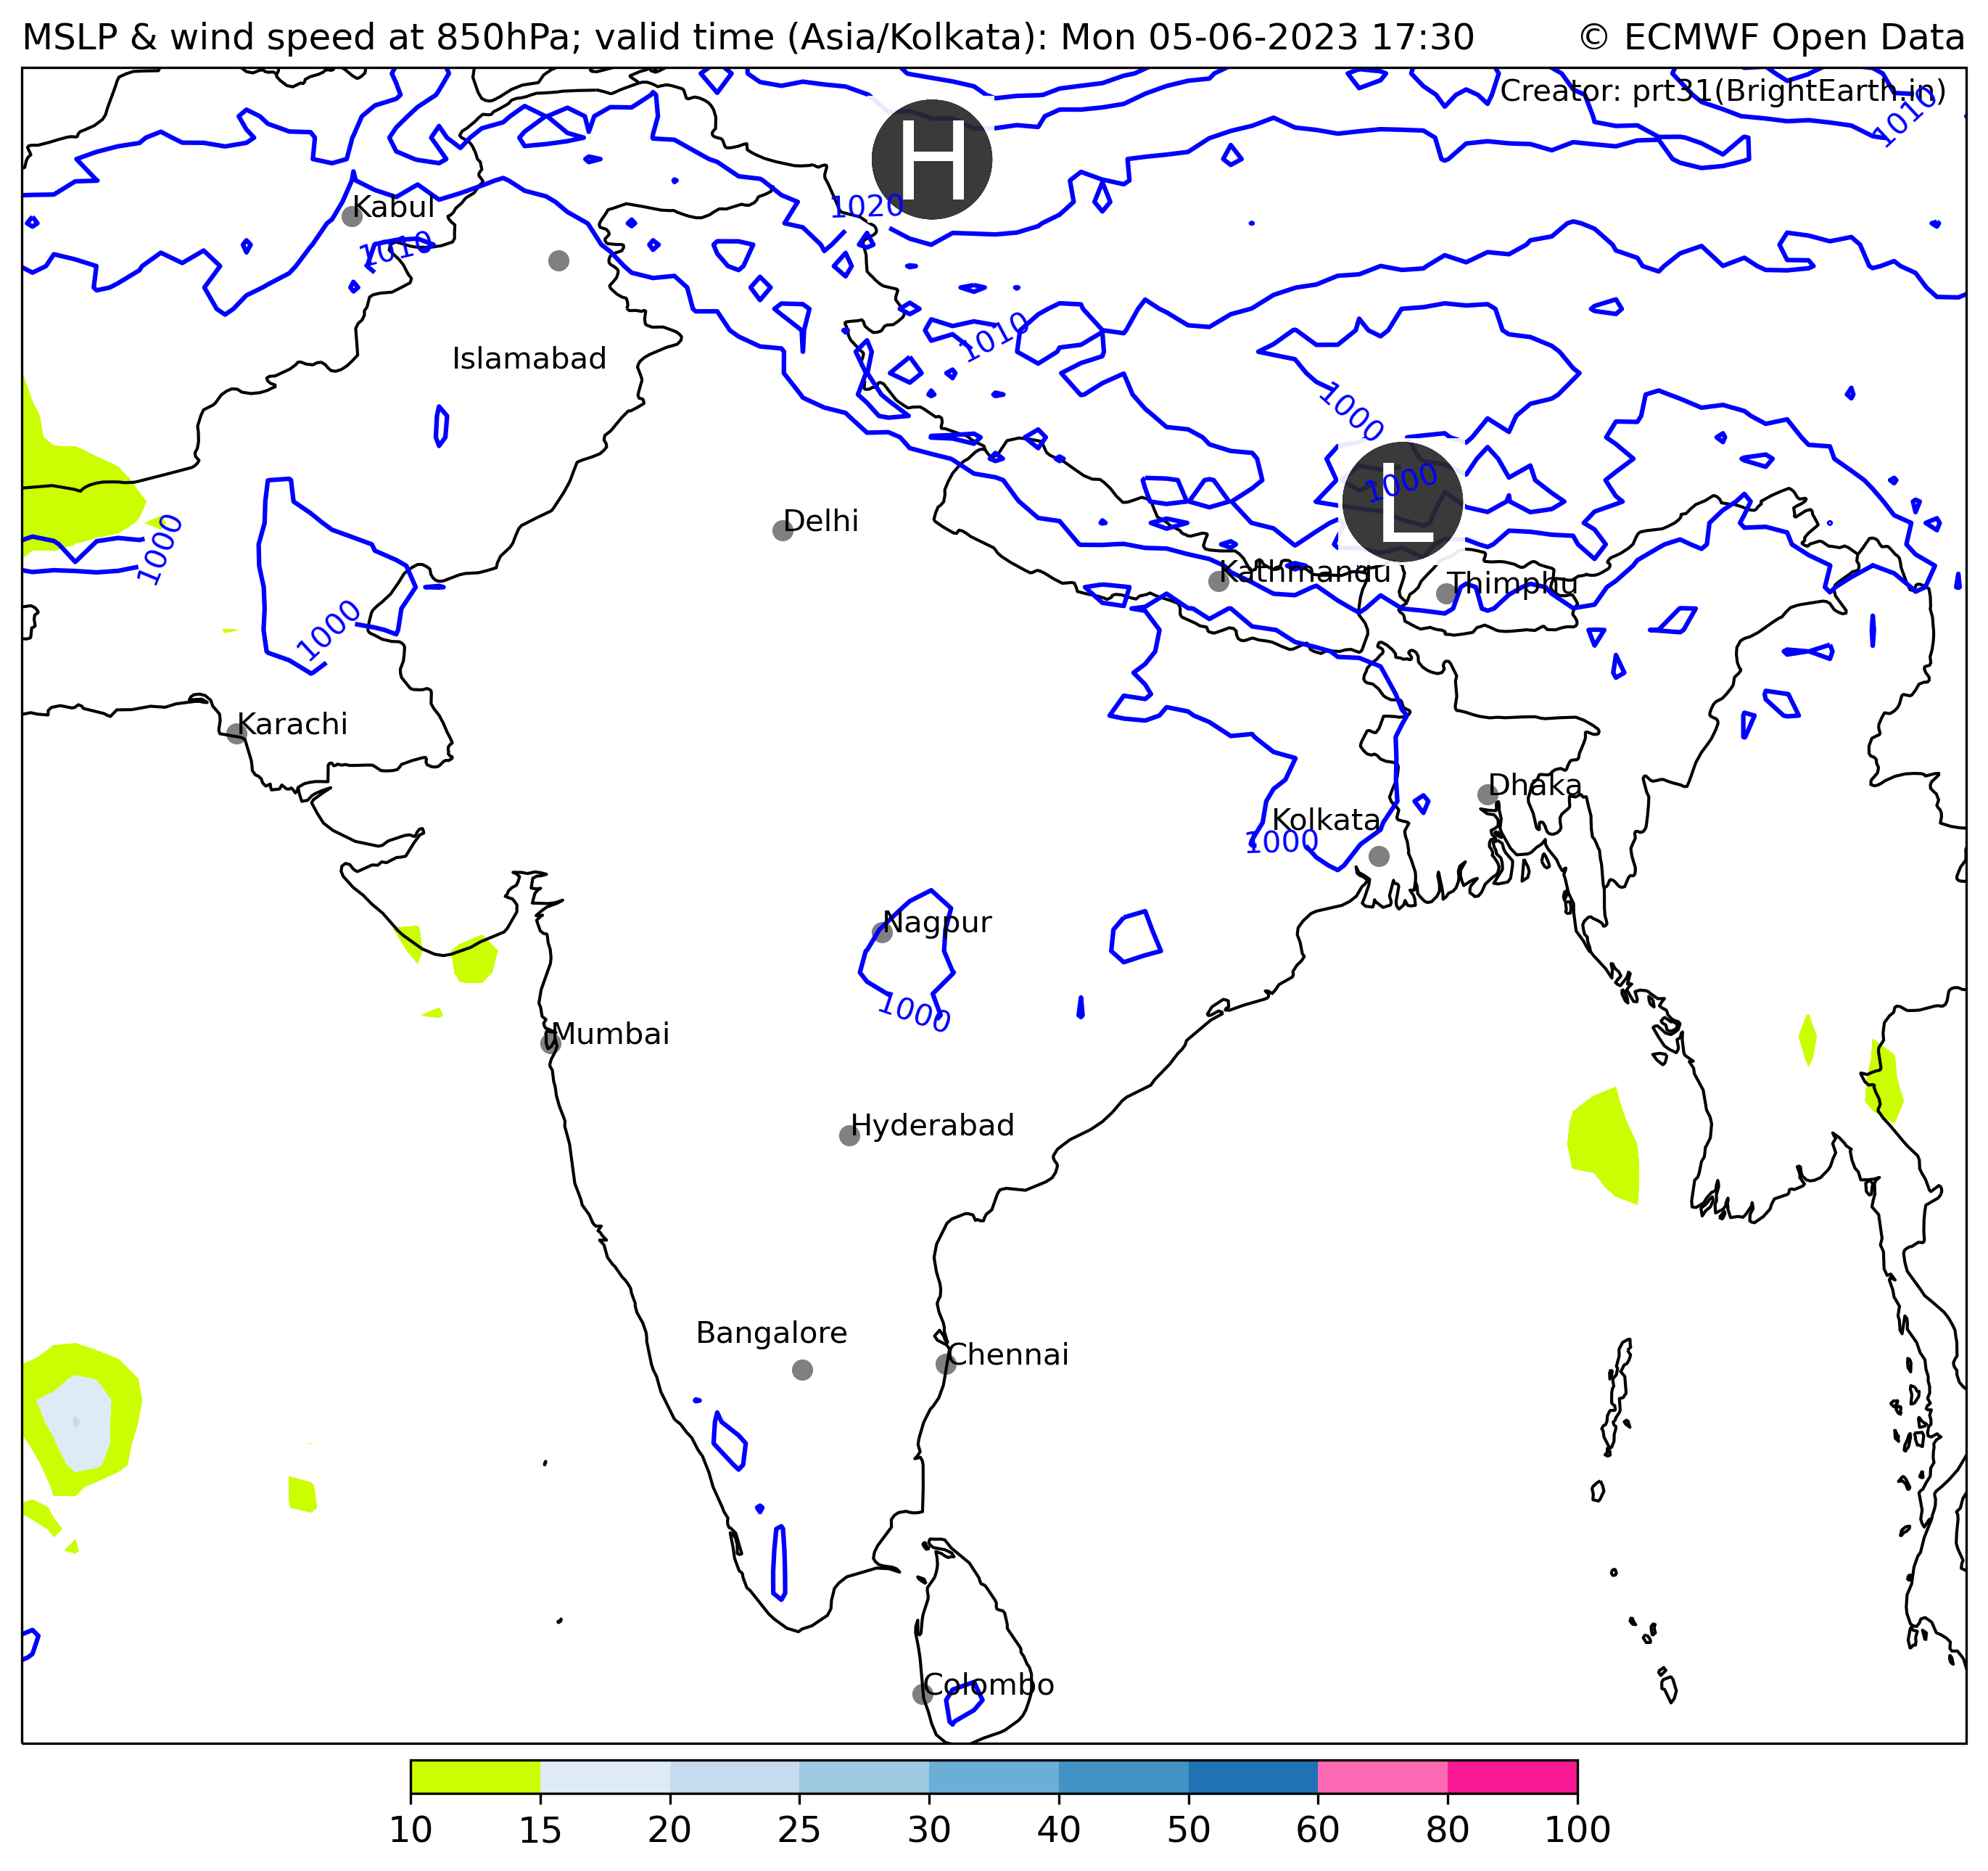 MSLP & wind speed at 850hPa; valid time (Asia/Kolkata): Mon 05-06-2023 17:30
© ECMWF Open Data
Creator: prt31(BrightEarth.in)
1010
H
1020
Kabul
1010
1010
Islamabad
1000
1000
L
Delhi
1000
Kathmandu
Thimphu
1000
Karachi
Dhaka
Kolkata
1000
Nagpur
1000
Mumbai
Hyderabad
Bangalore
Chennai
Colombo
10 15 20 25 30 40 50 60 80 100